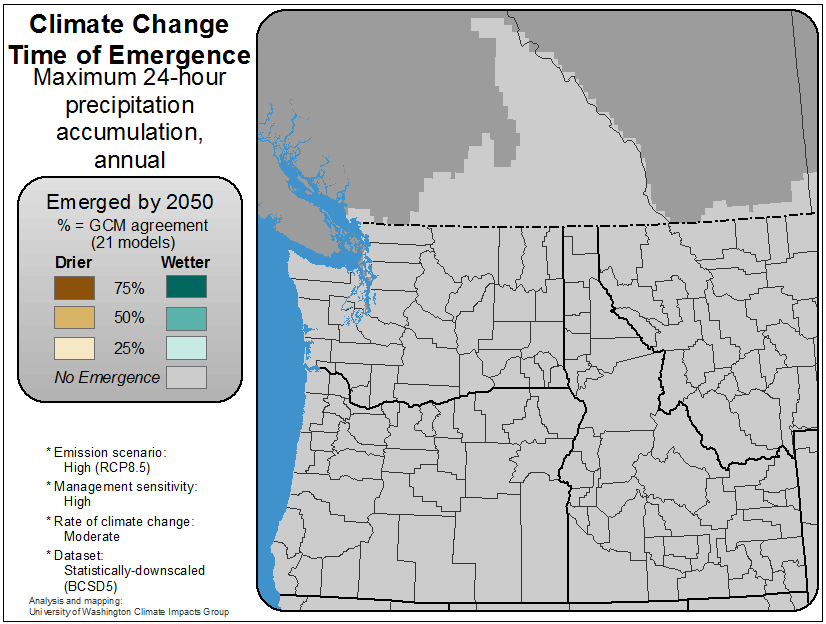 Climate Change
Time of Emergence
Maximum 24-hour
precipitation
accumulation,
annual
Emerged by 2050
% = GCM agreement
(21 models)
Drier Wetter
75%
50%
25%
No Emergence
* Emission scenario:
High (RCP8.5)
* Management sensitivity:
High
* Rate of climate change:
Moderate
* Dataset:
Statistically-downscaled
(BCSD5)
Analysis and mapping:
University of Washington Climate Impacts Group